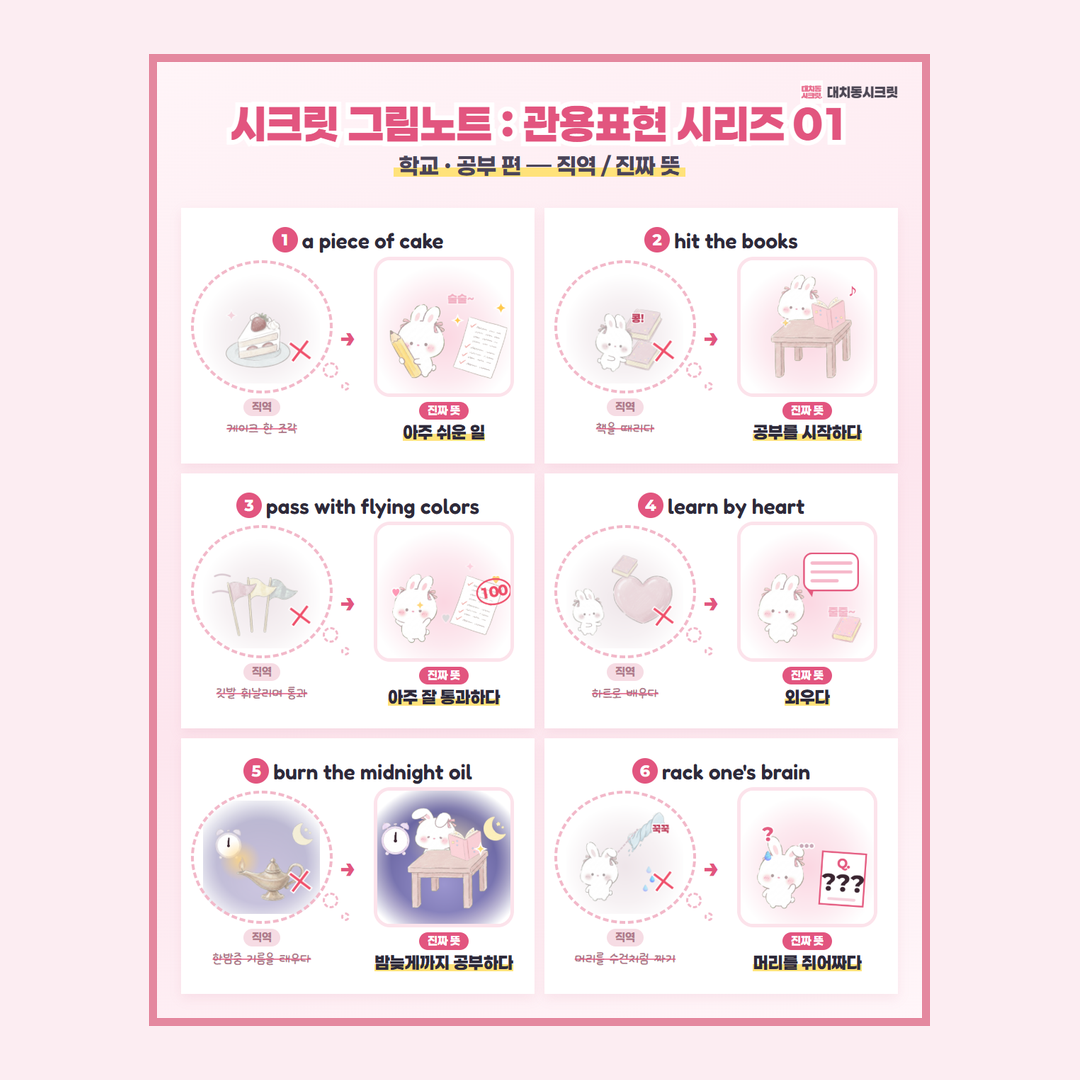 대치동
시크릿
대치동시크릿
시크릿 그림노트 : 관용표현 시리즈 01
학교 · 공부 편 — 직역 / 진짜 뜻
1 a piece of cake
술술~
직역
케이크 한 조각
진짜 뜻
아주 쉬운 일
2 hit the books
콩!
♪
직역
책을 때리다
진짜 뜻
공부를 시작하다
3 pass with flying colors
100
직역
깃발 휘날리며 통과
진짜 뜻
아주 잘 통과하다
4 learn by heart
줄줄~
직역
하트로 배우다
진짜 뜻
외우다
5 burn the midnight oil
직역
한밤중 기름을 태우다
진짜 뜻
밤늦게까지 공부하다
6 rack one's brain
꾹꾹
?
...
Q.
???
직역
머리를 수건처럼 짜기
진짜 뜻
머리를 쥐어짜다